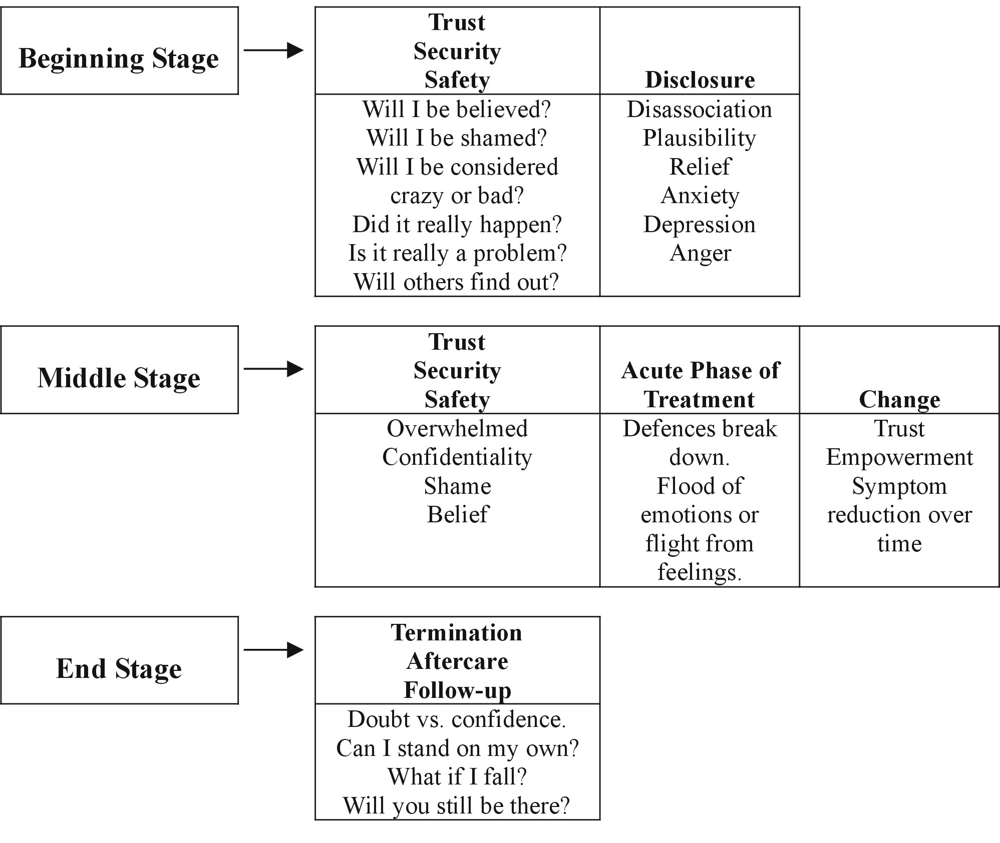 Beginning Stage
Trust
Security
Safety
Disclosure
Will I be believed?
Will I be shamed?
Will I be considered
crazy or bad?
Did it really happen?
Is it really a problem?
Will others find out?
Disassociation
Plausibility
Relief
Anxiety
Depression
Anger
Middle Stage
Trust
Security
Safety
Acute Phase of
Treatment
Change
Overwhelmed
Confidentiality
Shame
Belief
Defences break
down.
Flood of
emotions or
flight from
feelings.
Trust
Empowerment
Symptom
reduction over
time
End Stage
Termination
Aftercare
Follow-up
Doubt vs. confidence.
Can I stand on my own?
What if I fall?
Will you still be there?